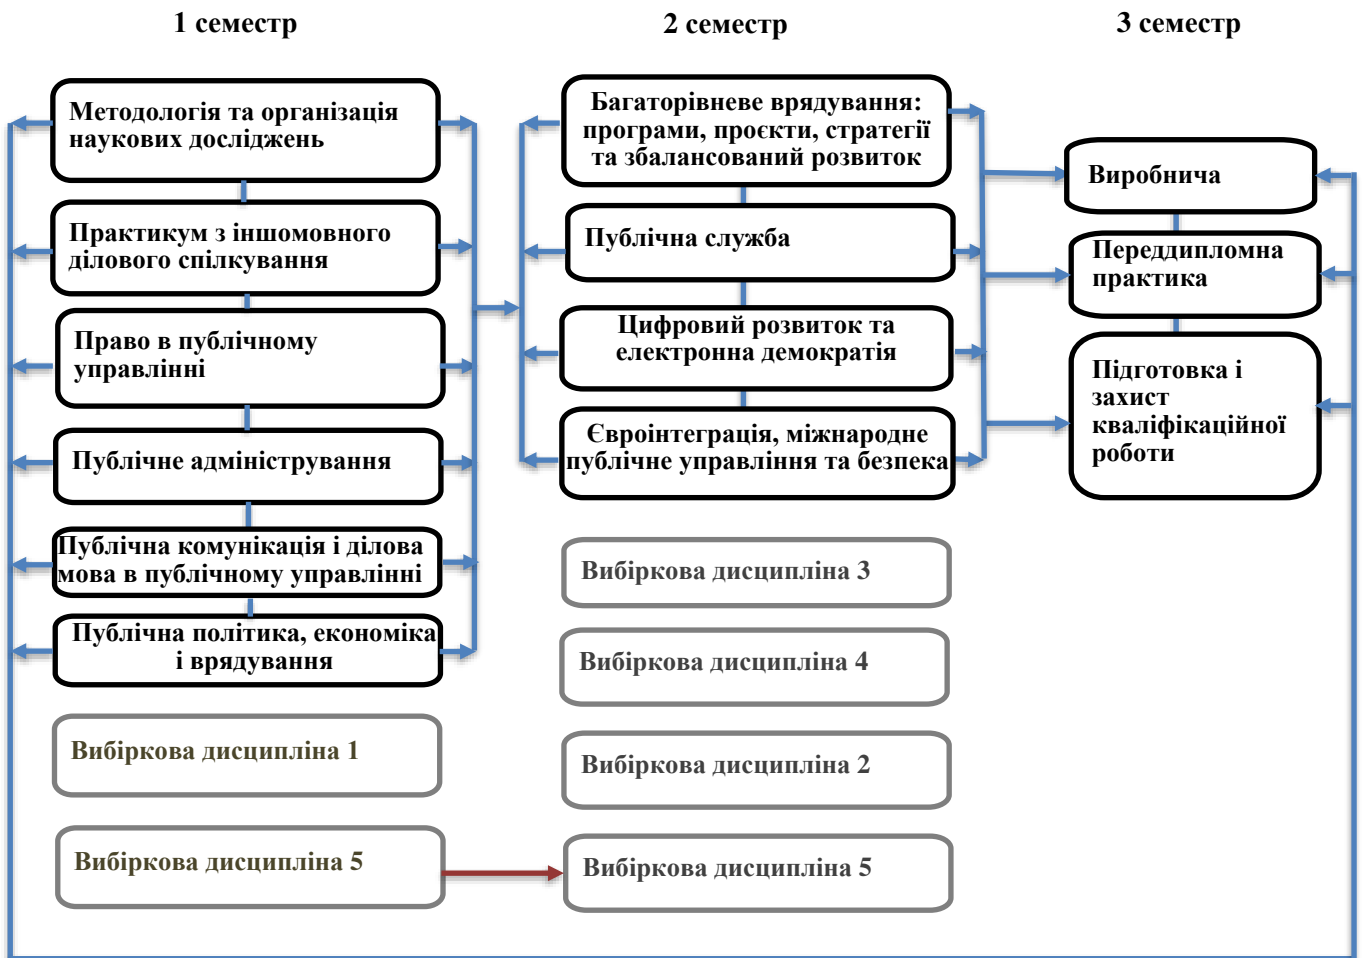 1 семестр
2 семестр
3 семестр
Методологія та організація
наукових досліджень
Практикум з іншомовного
ділового спілкування
Право в публічному
управлінні
Публічне адміністрування
Публічна комунікація і ділова
мова в публічному управлінні
Публічна політика, економіка
і врядування
Вибіркова дисципліна 1
Вибіркова дисципліна 5
Багаторівневе врядування:
програми, проєкти, стратегії
та збалансований розвиток
Публічна служба
Цифровий розвиток та
електронна демократія
Євроінтеграція, міжнародне
публічне управління та безпека
Вибіркова дисципліна 3
Вибіркова дисципліна 4
Вибіркова дисципліна 2
Вибіркова дисципліна 5
Виробнича
Переддипломна
практика
Підготовка і
захист
кваліфікаційної
роботи